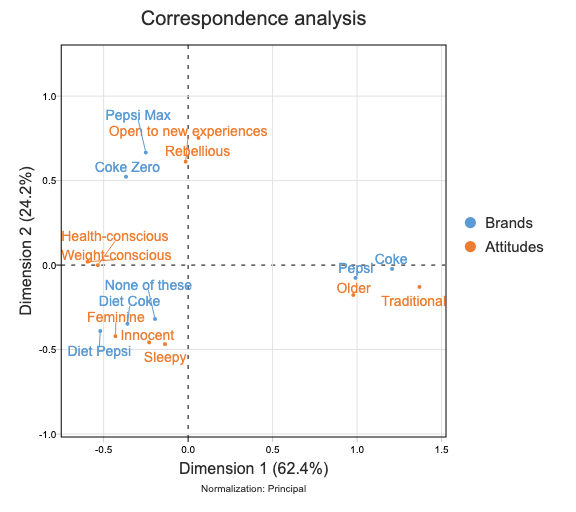 Correspondence analysis
Dimension 2 (24.2%)
1.0
0.5
0.0
-0.5
-1.0
Pepsi Max
Open to new experiences
Rebellious
Coke Zero
Health-conscious
Weight-conscious
Coke
Pepsi
None of these
Older
Diet Coke
Traditional
Feminine
Innocent
Diet Pepsi
Sleepy
Brands
Attitudes
-0.5
0.0
0.5
1.0
1.5
Dimension 1 (62.4%)
Normalization: Principal